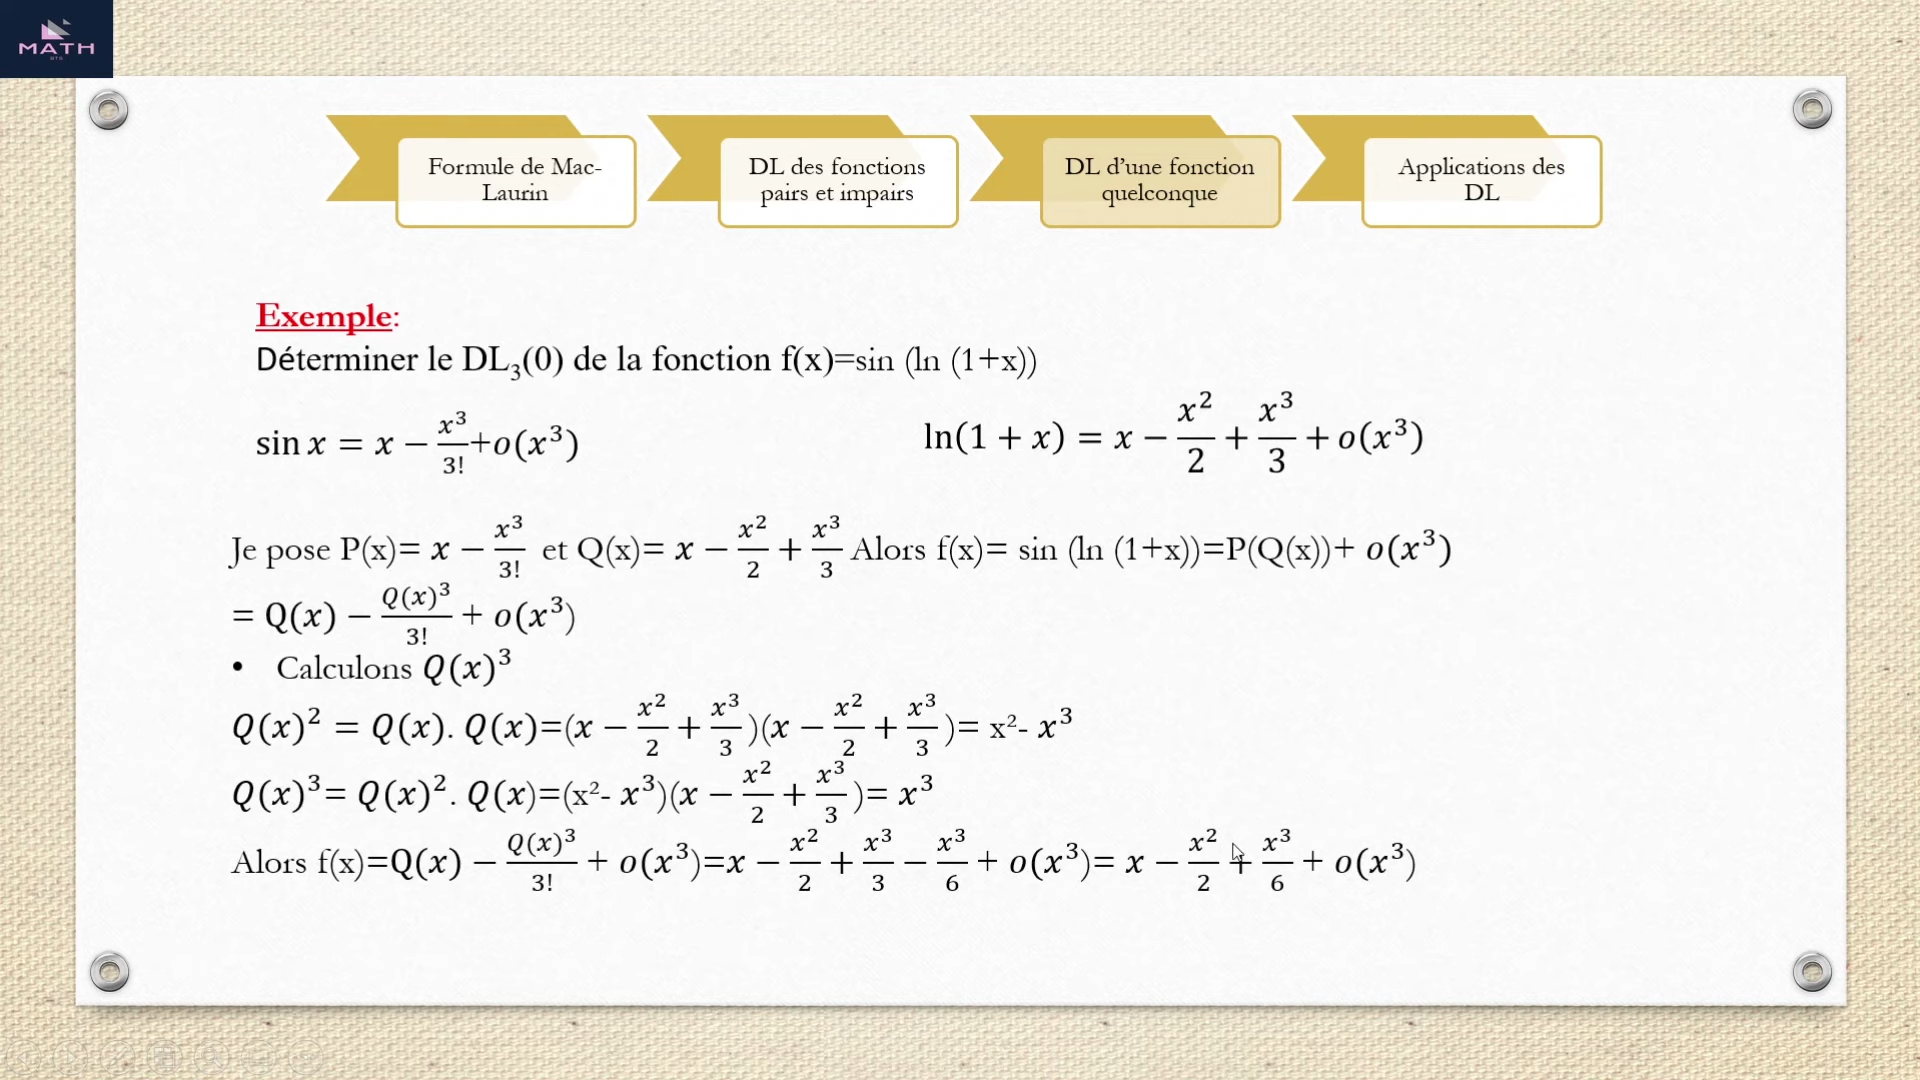 MATH
Formule de Mac-
Laurin
DL des fonctions
pairs et impairs
DL d’une fonction
quelconque
Applications des
DL
Exemple:
Déterminer le DL₃(0) de la fonction f(x)=sin (ln (1+x))
sin x = x − x³/3! +o(x³)
ln(1 + x) = x − x²/2 + x³/3 + o(x³)
Je pose P(x)= x − x³/3! et Q(x)= x − x²/2 + x³/3 Alors f(x)= sin (ln (1+x))=P(Q(x))+ o(x³)
= Q(x) − Q(x)³/3! + o(x³)
• Calculons Q(x)³
Q(x)² = Q(x). Q(x)=(x − x²/2 + x³/3 )(x − x²/2 + x³/3 )= x²- x³
Q(x)³= Q(x)². Q(x)=(x²- x³)(x − x²/2 + x³/3 )= x³
Alors f(x)=Q(x) − Q(x)³/3! + o(x³)=x − x²/2 + x³/3 − x³/6 + o(x³)= x − x²/2 + x³/6 + o(x³)